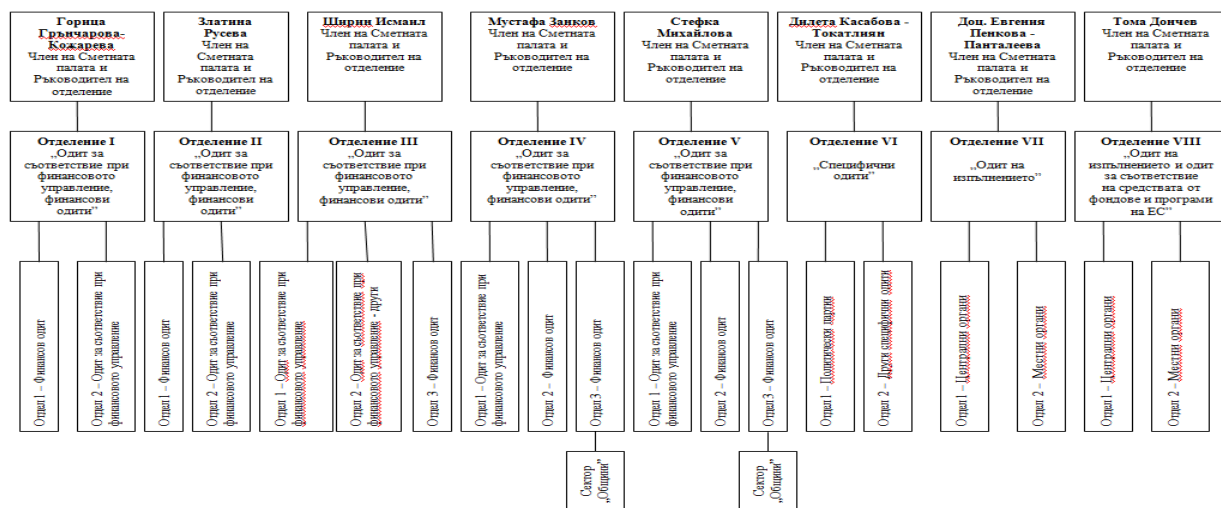 Горица
Грънчарова-
Кожарева
Член на Сметната
палата и
Ръководител на
отделение
Златина
Русева
Член на
Сметната
палата и
Ръководител на
отделение
Ширин Исмаил
Член на Сметната
палата и
Ръководител на
отделение
Мустафа Занков
Член на Сметната
палата и
Ръководител на
отделение
Стефка
Михайлова
Член на Сметната
палата и
Ръководител на
отделение
Дилета Касабова -
Токатлиян
Член на Сметната
палата и
Ръководител на
отделение
Доц. Евгения
Пенкова -
Панталеева
Член на Сметната
палата и
Ръководител на
отделение
Тома Дончев
Член на Сметната
палата и
Ръководител на
отделение
Отделение I
„Одит за
съответствие при
финансовото
управление,
финансови
одити”
Отделение II
„Одит за
съответствие при
финансовото
управление,
финансови
одити”
Отделение III
„Одит за
съответствие при
финансовото
управление,
финансови одити”
Отделение IV
„Одит за
съответствие при
финансовото
управление,
финансови одити”
Отделение V
„Одит за
съответствие при
финансовото
управление,
финансови
одити”
Отделение VI
„Специфични
одити”
Отделение VII
„Одит на
изпълнението”
Отделение VIII
„Одит на
изпълнението и одит
за съответствие
на средствата от
фондове и програми
на ЕС”
Отдел 1 – Финансов одит
Отдел 2 – Одит за съответствие при
финансовото управление
Отдел 1 – Финансов одит
Отдел 2 – Одит за съответствие при
финансовото управление
Отдел 1 – Одит за съответствие при
финансовото управление
Отдел 2 – Одит за съответствие при
финансовото управление - други
Отдел 3 – Финансов одит
Отдел 1 – Одит за съответствие при
финансовото управление
Отдел 2 – Финансов одит
Отдел 3 – Финансов одит
Отдел 1 – Одит за съответствие при
финансовото управление
Отдел 2 – Финансов одит
Отдел 3 – Финансов одит
Отдел 1 – Политически партии
Отдел 2 – Други специфични одити
Отдел 1 – Централни органи
Отдел 2 – Местни органи
Отдел 1 – Централни органи
Отдел 2 – Местни органи
Сектор
„Общини”
Сектор
„Общини”